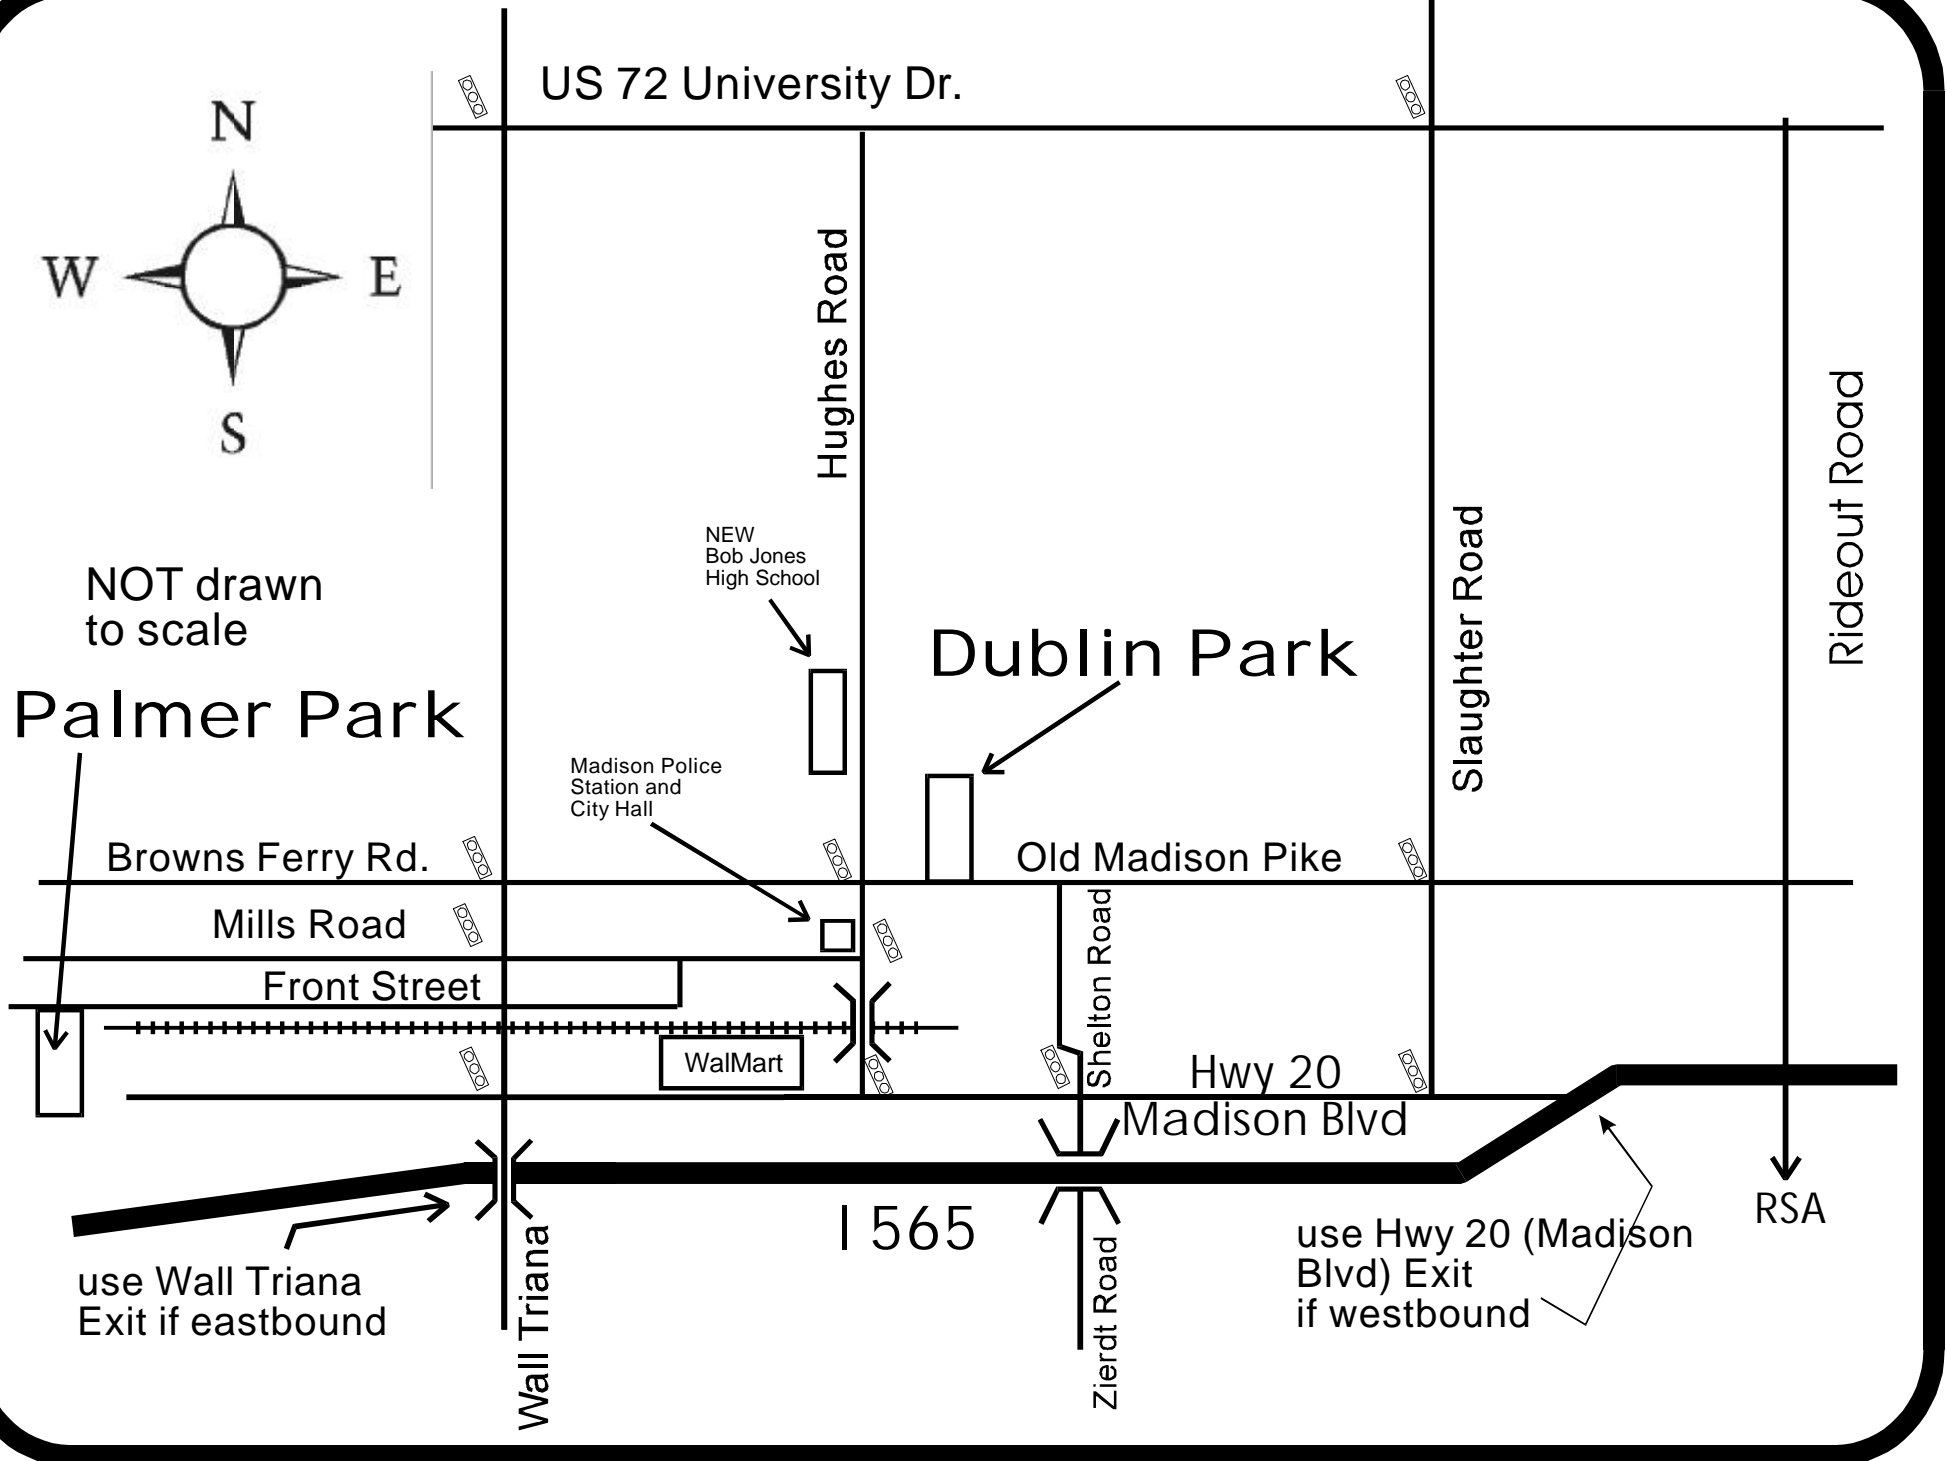 US 72 University Dr.
N
W
E
S
Hughes Road
Rideout Road
Slaughter Road
NEW
Bob Jones
High School
NOT drawn
to scale
Dublin Park
Palmer Park
Madison Police
Station and
City Hall
Browns Ferry Rd.
Old Madison Pike
Mills Road
Shelton Road
Front Street
WalMart
Hwy 20
Madison Blvd
I 565
RSA
use Wall Triana
Exit if eastbound
Wall Triana
Zierdt Road
use Hwy 20 (Madison
Blvd) Exit
if westbound